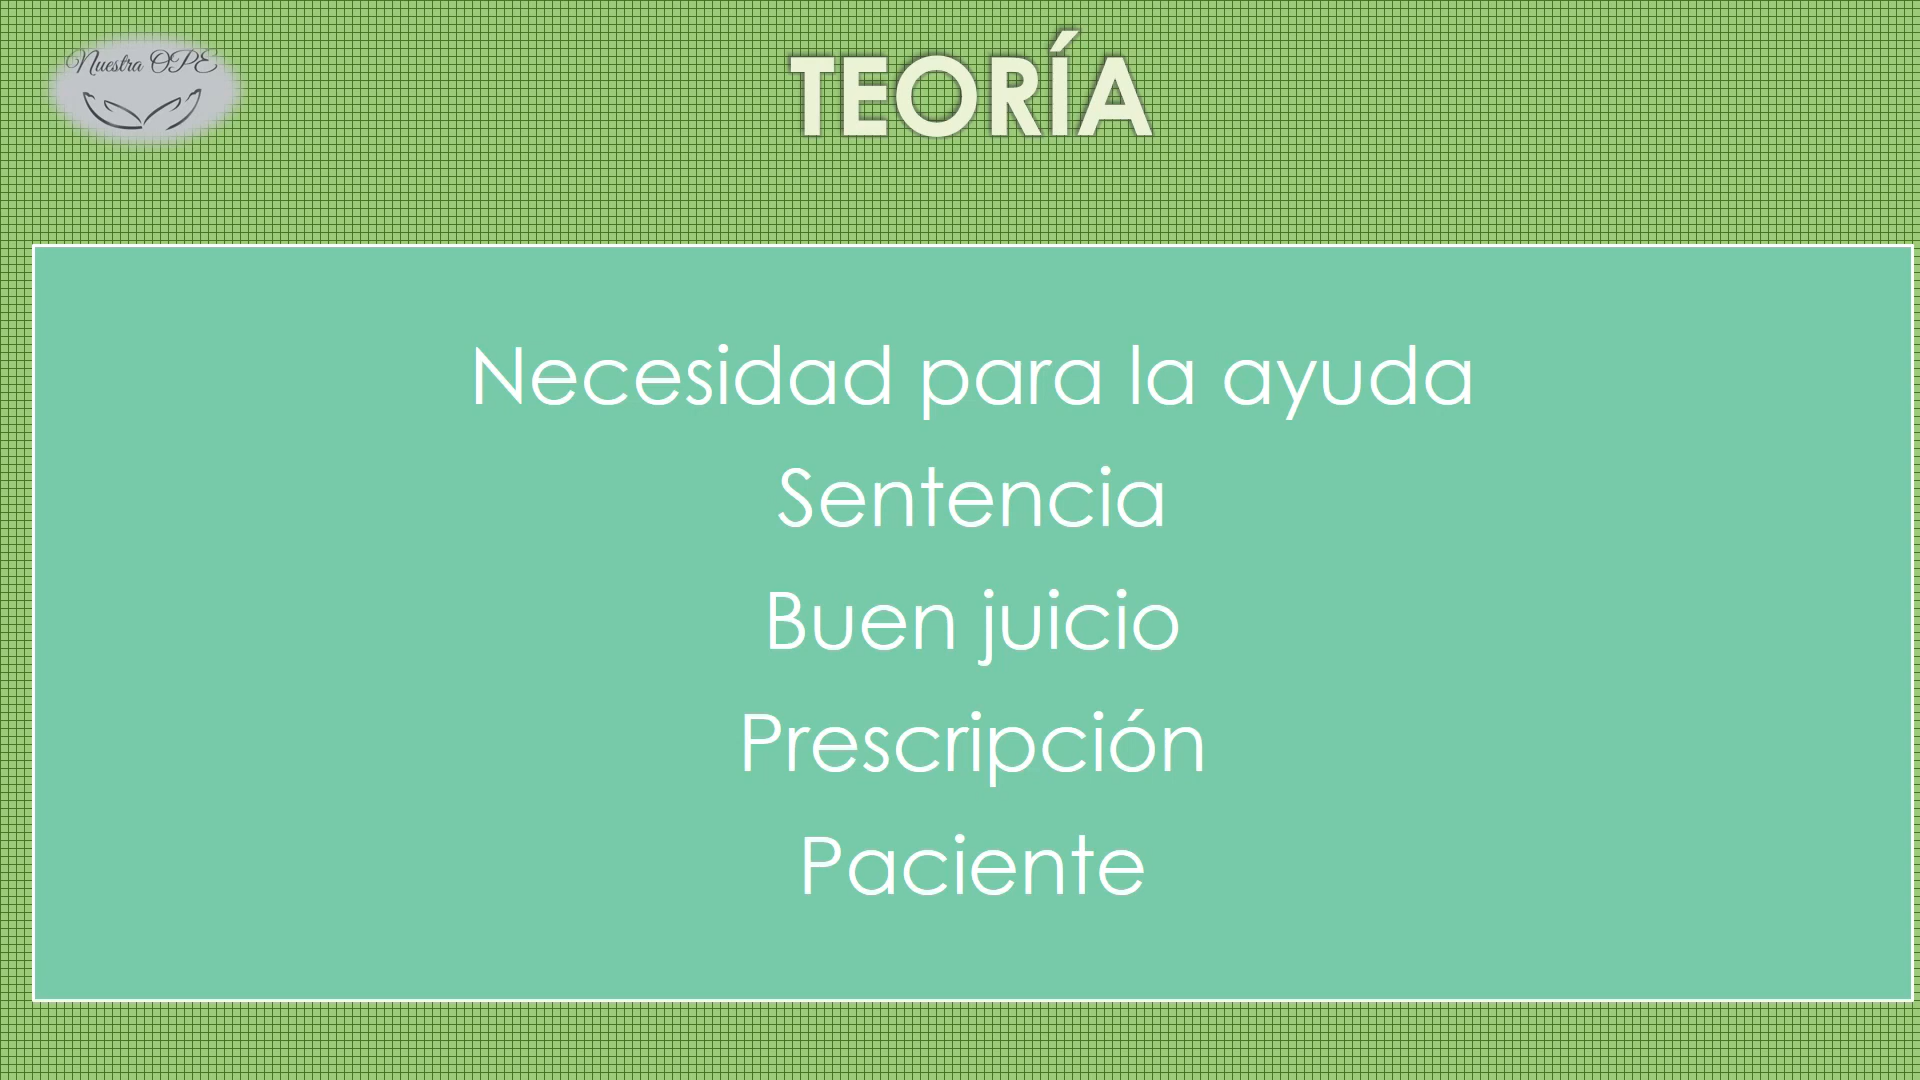 Nuestra OPE
TEORÍA
Necesidad para la ayuda
Sentencia
Buen juicio
Prescripción
Paciente